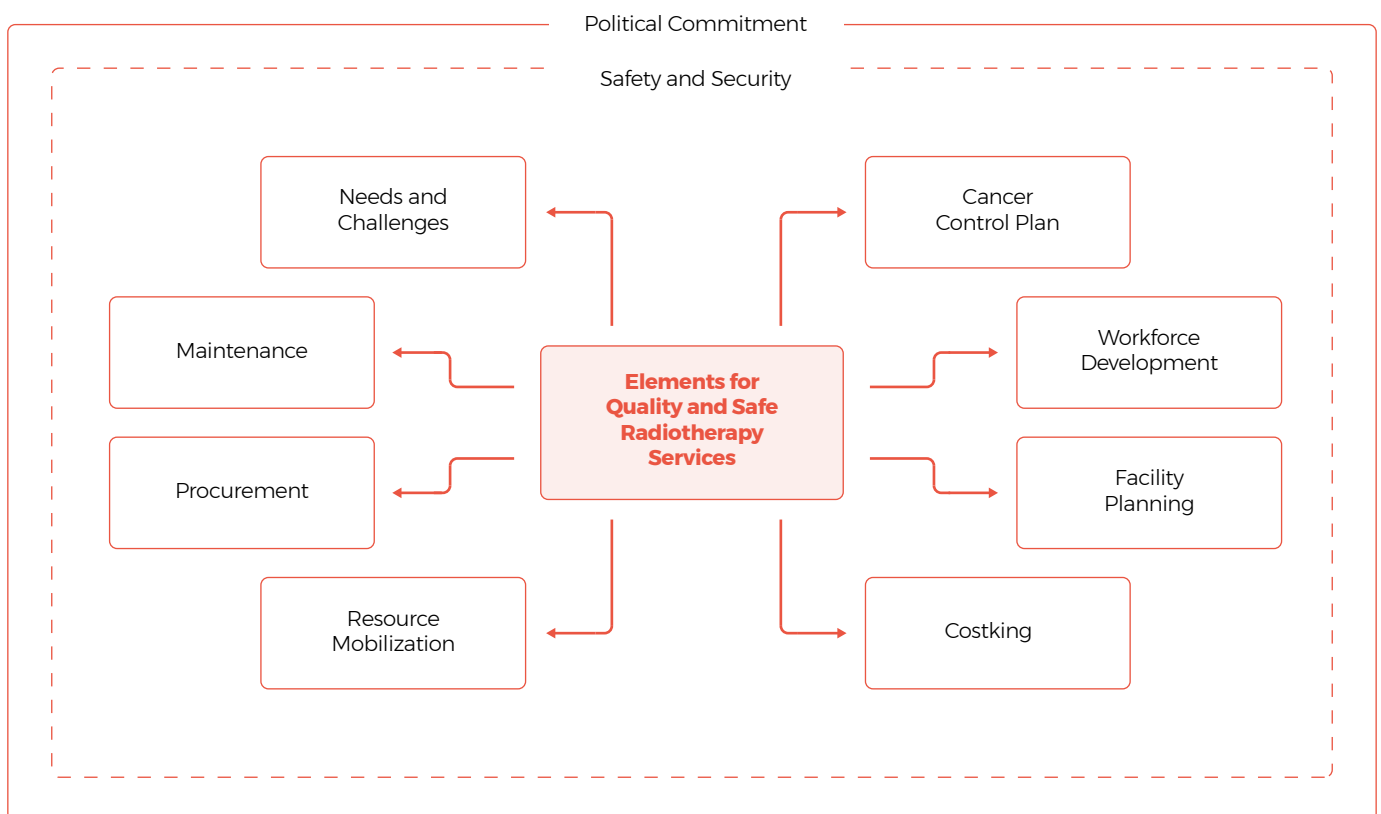 Political Commitment
Safety and Security
Needs and
Challenges
Cancer
Control Plan
Maintenance
Workforce
Development
Elements for
Quality and Safe
Radiotherapy
Services
Procurement
Facility
Planning
Resource
Mobilization
Costking